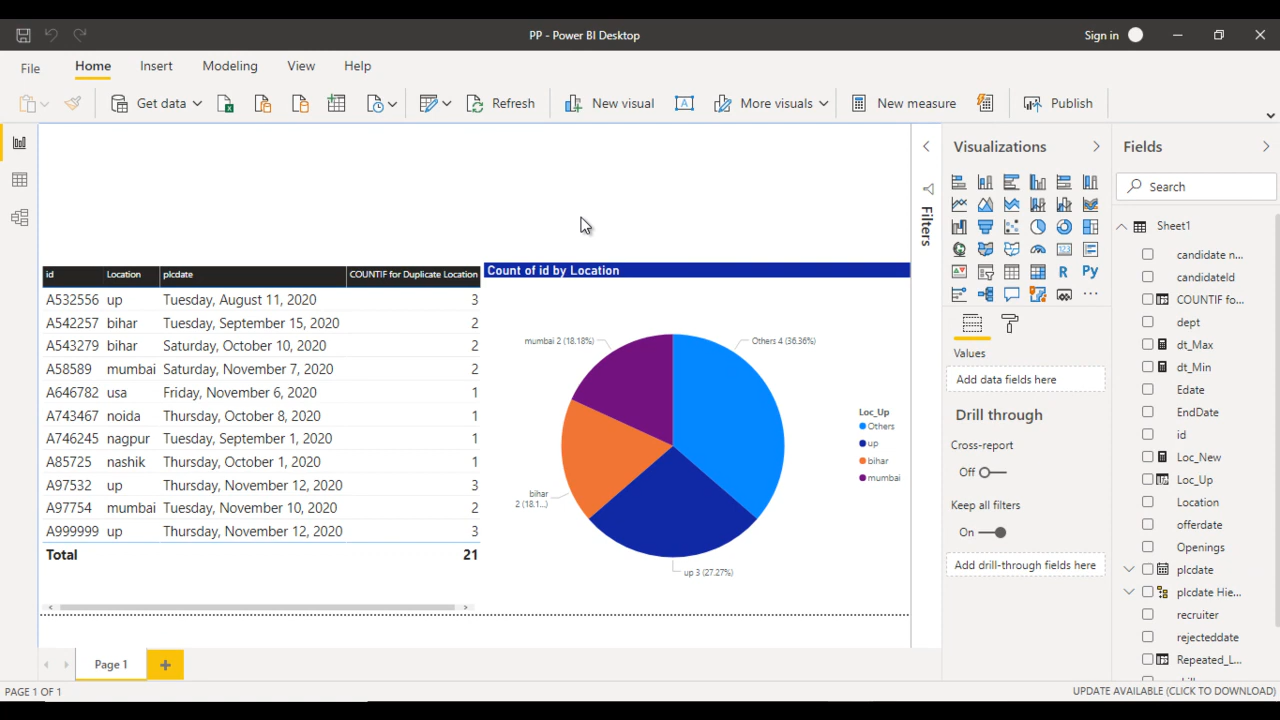 PP - Power BI Desktop
Sign in
File Home Insert Modeling View Help
Get data Refresh New visual A More visuals New measure Publish
id Location plcdate COUNTIF for Duplicate Location
A532556 up Tuesday, August 11, 2020 3
A542257 bihar Tuesday, September 15, 2020 2
A543279 bihar Saturday, October 10, 2020 2
A58589 mumbai Saturday, November 7, 2020 2
A646782 usa Friday, November 6, 2020 1
A743467 noida Thursday, October 8, 2020 1
A746245 nagpur Tuesday, September 1, 2020 1
A85725 nashik Thursday, October 1, 2020 1
A97532 up Thursday, November 12, 2020 3
A97754 mumbai Tuesday, November 10, 2020 2
A999999 up Thursday, November 12, 2020 3
Total 21
Count of id by Location
mumbai 2 (18.18%)
Others 4 (36.36%)
bihar
2 (18.1...)
up 3 (27.27%)
Loc_Up
Others
up
bihar
mumbai
Filters
Visualizations
R Py
Values
Add data fields here
Drill through
Cross-report
Off
Keep all filters
On
Add drill-through fields here
Fields
Search
Sheet1
candidate n...
candidateId
COUNTIF fo...
dept
dt_Max
dt_Min
Edate
EndDate
id
Loc_New
Loc_Up
Location
offerdate
Openings
plcdate
plcdate Hie...
recruiter
rejecteddate
Repeated_L...
Page 1
PAGE 1 OF 1
UPDATE AVAILABLE (CLICK TO DOWNLOAD)